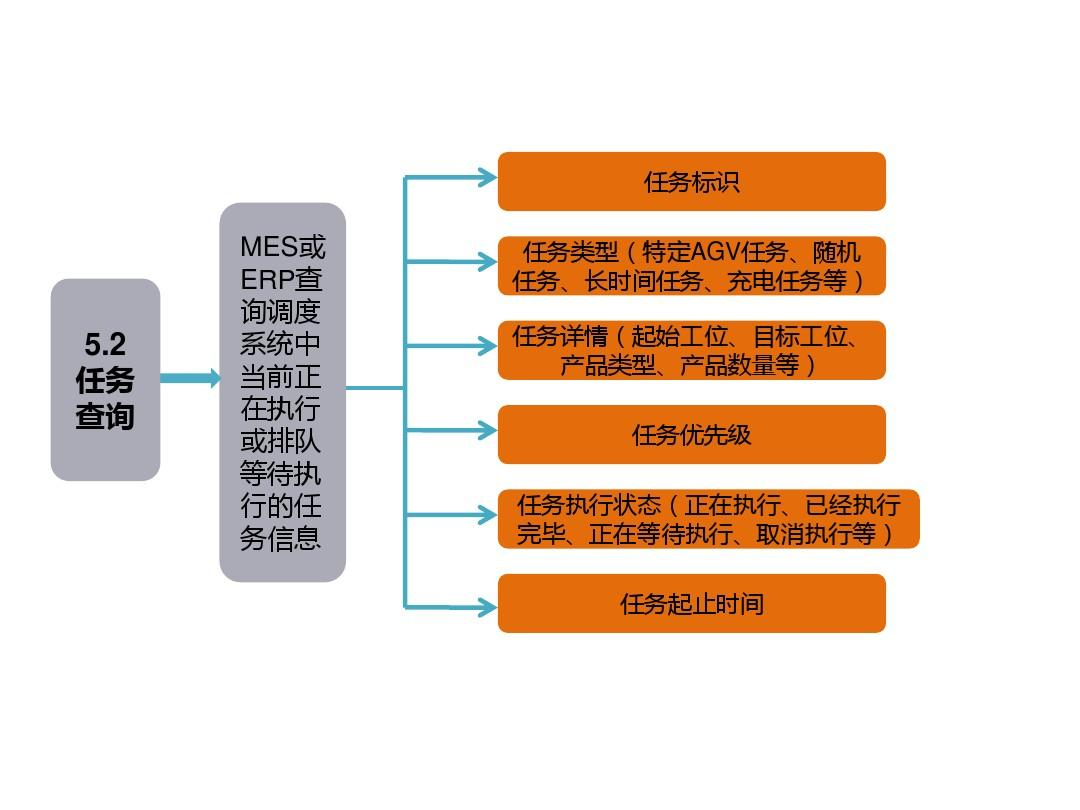 5.2
任务
查询
MES或
ERP查
询调度
系统中
当前正
在执行
或排队
等待执
行的任
务信息
任务标识
任务类型（特定AGV任务、随机
任务、长时间任务、充电任务等）
任务详情（起始工位、目标工位、
产品类型、产品数量等）
任务优先级
任务执行状态（正在执行、已经执行
完毕、正在等待执行、取消执行等）
任务起止时间